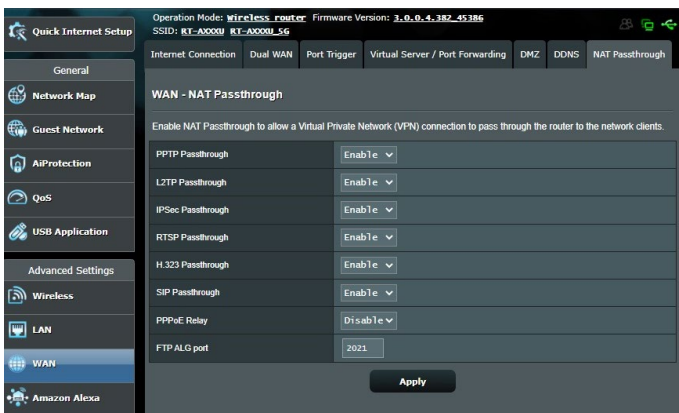 Quick Internet Setup
General
Network Map
Guest Network
AiProtection
QoS
USB Application
Advanced Settings
Wireless
LAN
WAN
Amazon Alexa
Operation Mode: Wireless router Firmware Version: 3.0.0.4.382_45386
SSID: RT-AXXXU RT-AXXXU_5G
Internet Connection Dual WAN Port Trigger Virtual Server / Port Forwarding DMZ DDNS NAT Passthrough
WAN - NAT Passthrough
Enable NAT Passthrough to allow a Virtual Private Network (VPN) connection to pass through the router to the network clients.
PPTP Passthrough Enable
L2TP Passthrough Enable
IPSec Passthrough Enable
RTSP Passthrough Enable
H.323 Passthrough Enable
SIP Passthrough Enable
PPPoE Relay Disable
FTP ALG port 2021
Apply